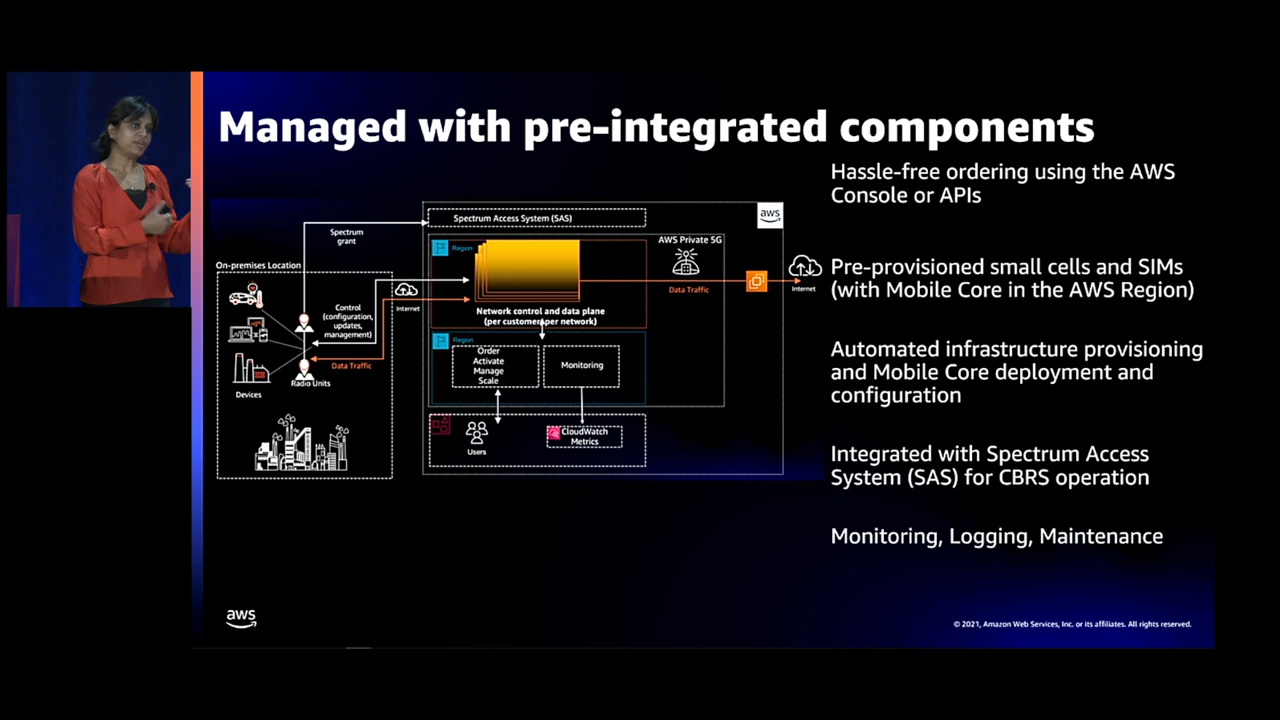 Managed with pre-integrated components
Hassle-free ordering using the AWS
Console or APIs
Pre-provisioned small cells and SIMs
(with Mobile Core in the AWS Region)
Automated infrastructure provisioning
and Mobile Core deployment and
configuration
Integrated with Spectrum Access
System (SAS) for CBRS operation
Monitoring, Logging, Maintenance
Spectrum Access System (SAS)
aws
Spectrum
grant
Region
AWS Private 5G
On-premises Location
Internet
Control
(configuration,
updates,
management)
Data Traffic
Internet
Network control and data plane
(per customer/per network)
Data Traffic
Radio Units
Devices
Region
Order
Activate
Manage
Scale
Monitoring
Users
CloudWatch
Metrics
aws
© 2021, Amazon Web Services, Inc. or its affiliates. All rights reserved.